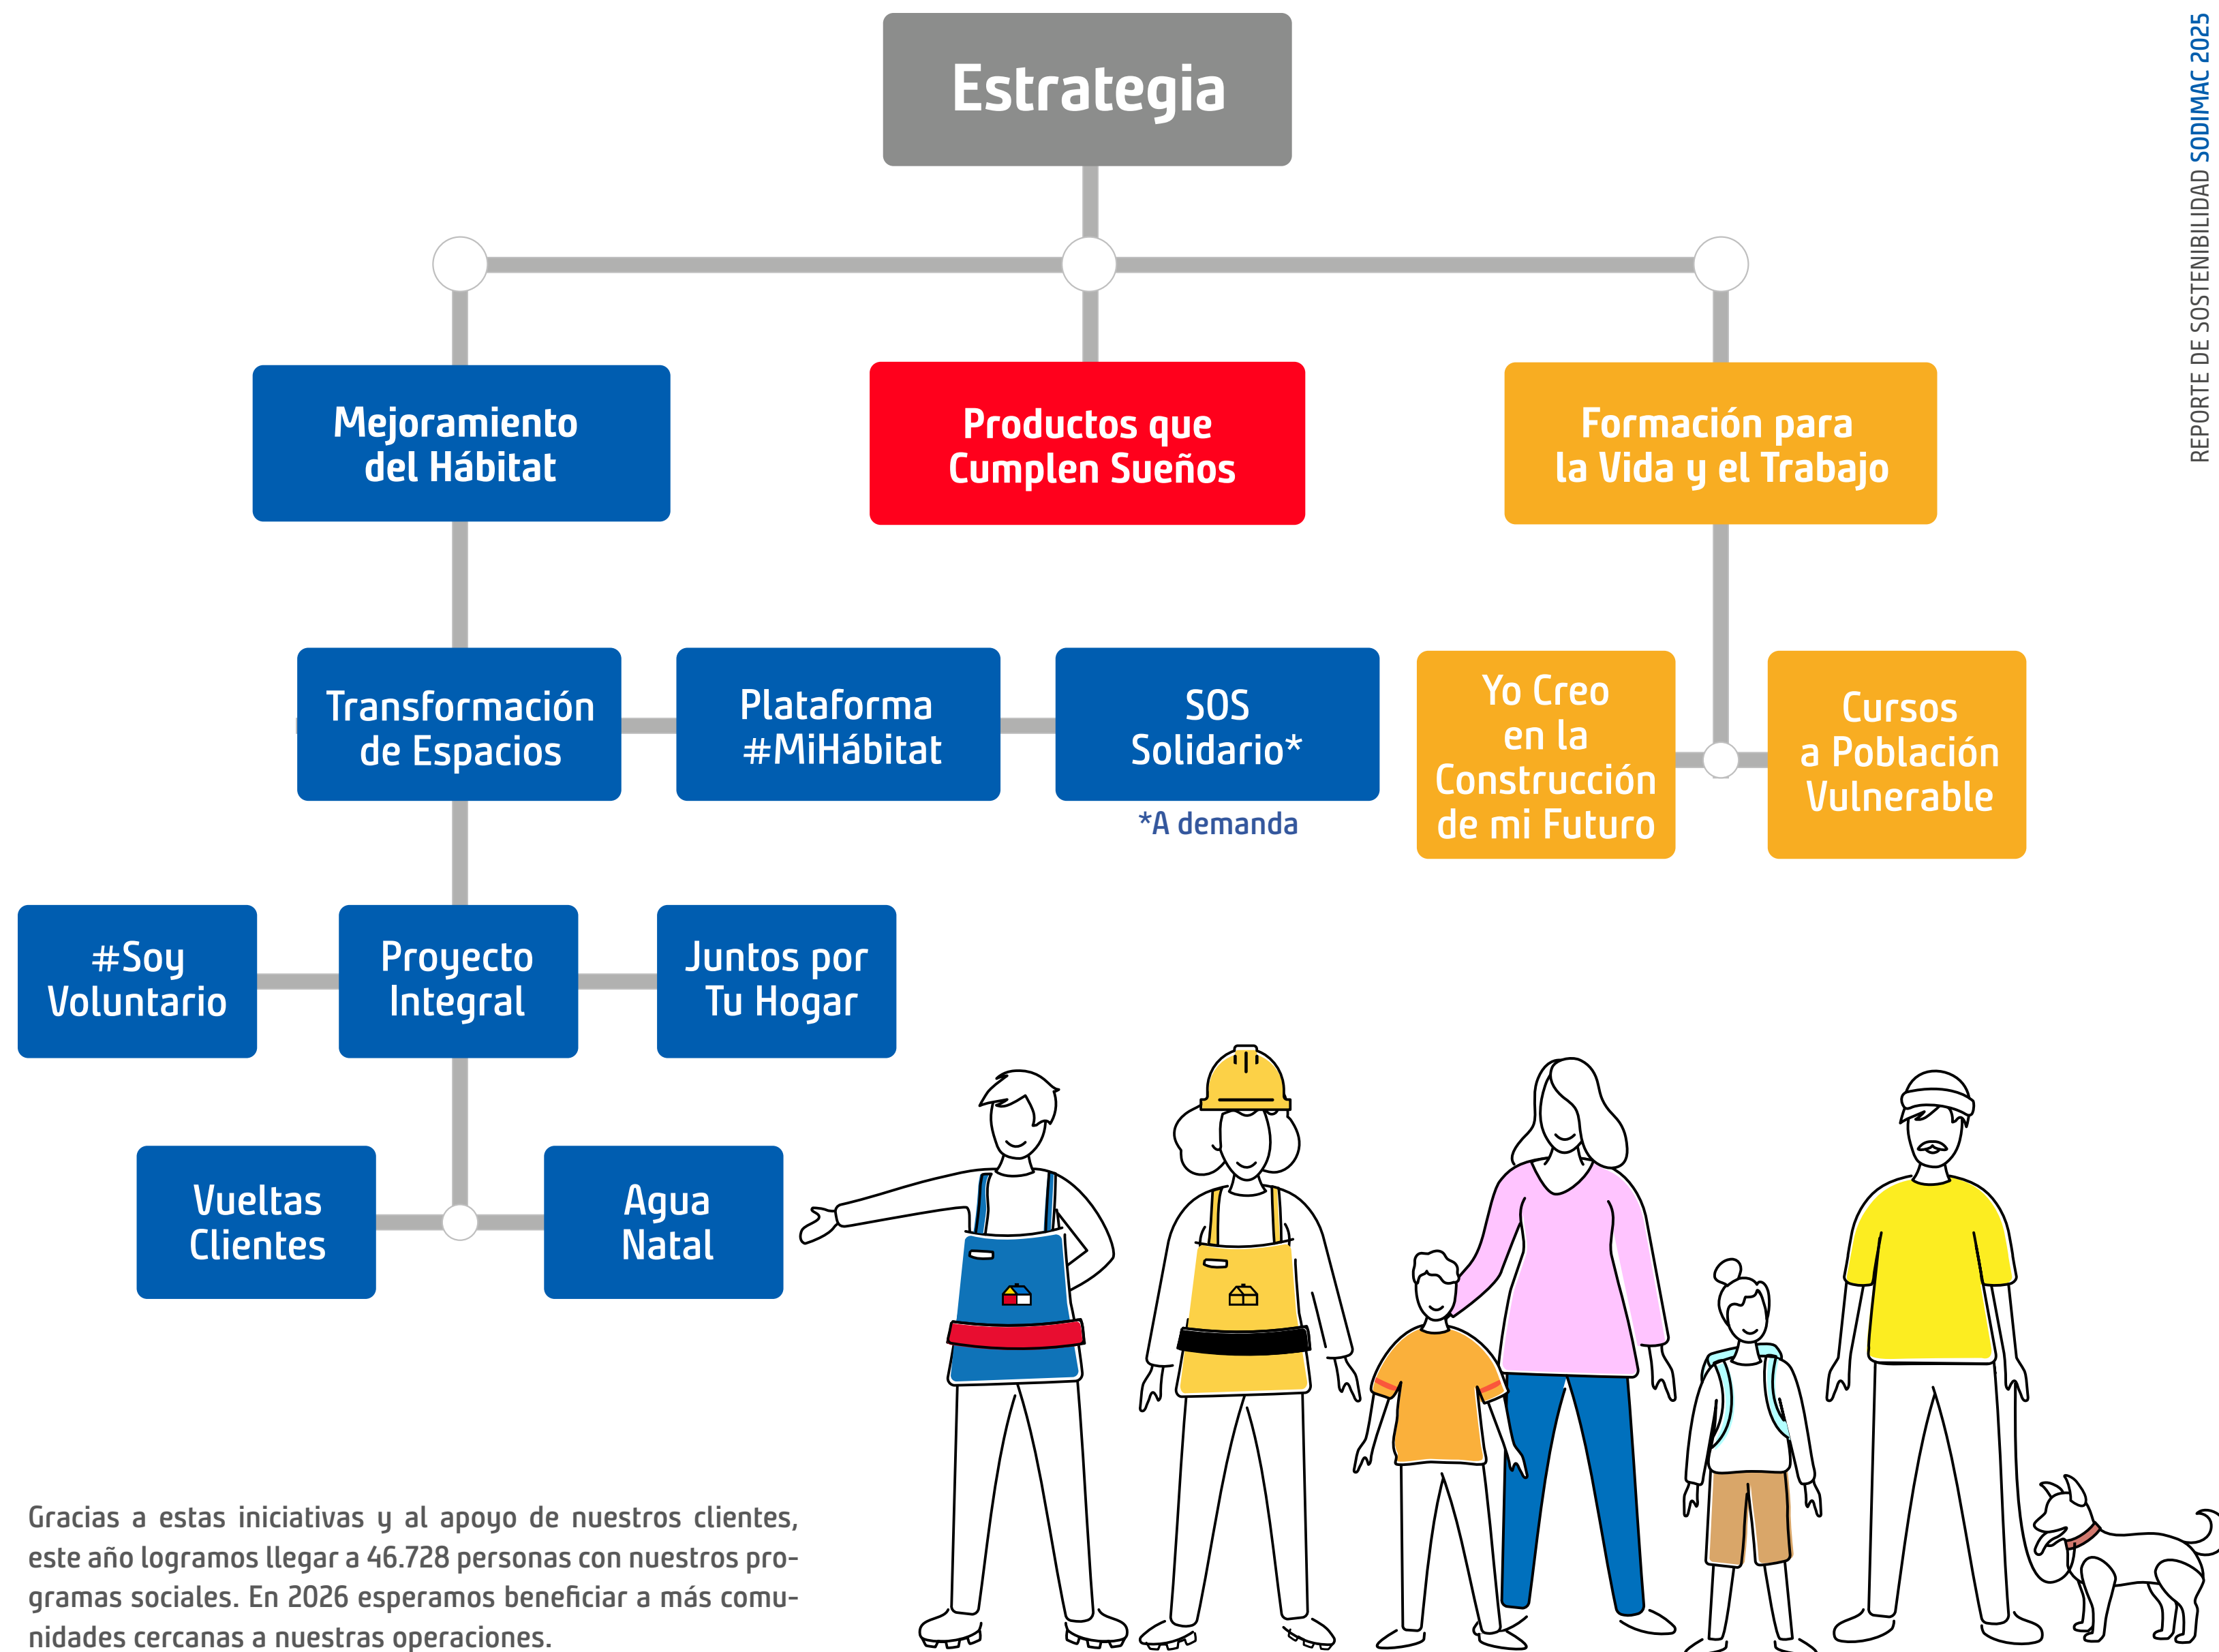 REPORTE DE SOSTENIBILIDAD SODIMAC 2025
Estrategia
Mejoramiento
del Hábitat
Productos que
Cumplen Sueños
Formación para
la Vida y el Trabajo
Transformación
de Espacios
Plataforma
#MiHábitat
SOS
Solidario*
*A demanda
Yo Creo
en la
Construcción
de mi Futuro
Cursos
a Población
Vulnerable
#Soy
Voluntario
Proyecto
Integral
Juntos por
Tu Hogar
Vueltas
Clientes
Agua
Natal
Gracias a estas iniciativas y al apoyo de nuestros clientes,
este año logramos llegar a 46.728 personas con nuestros pro-
gramas sociales. En 2026 esperamos beneficiar a más comu-
nidades cercanas a nuestras operaciones.